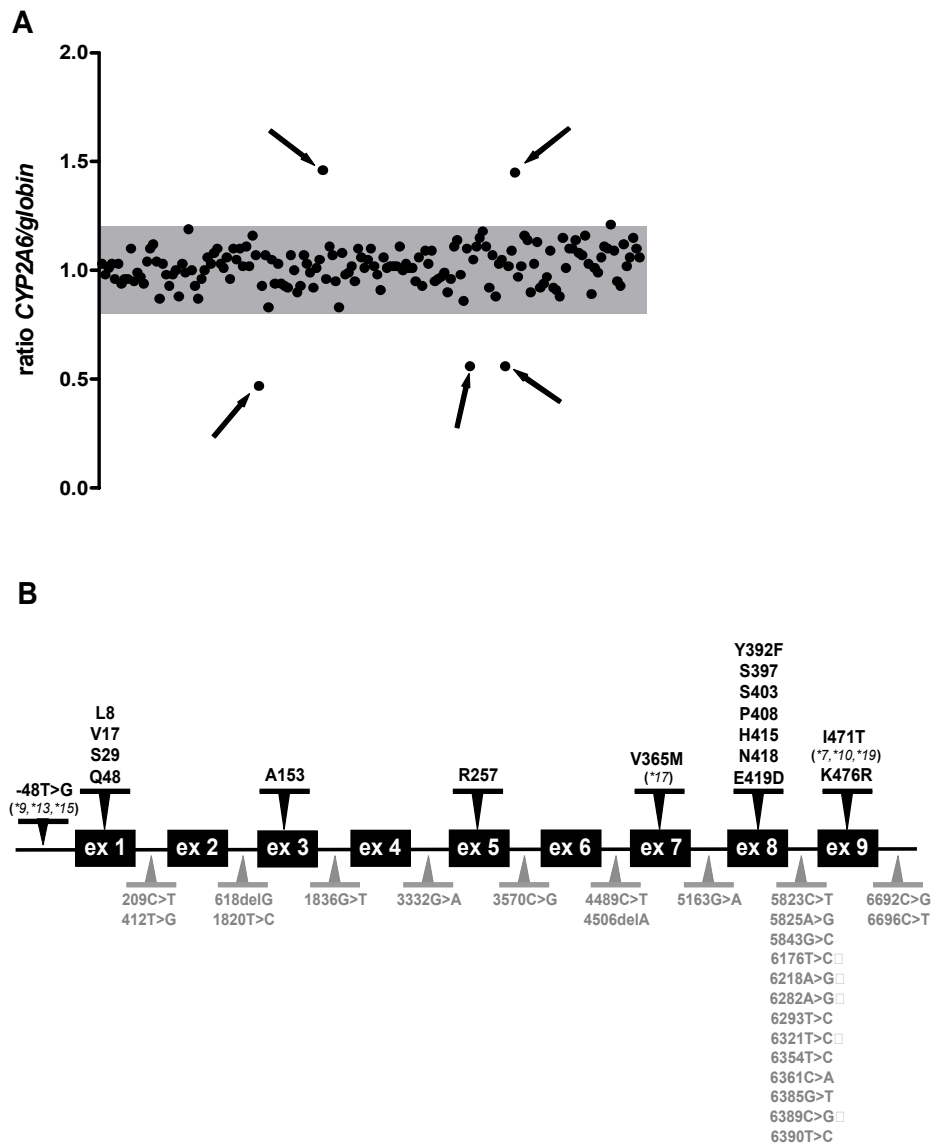 A
2.0
1.5
1.0
0.5
0.0
ratio CYP2A6/globin
B
-48T>G
(*9,*13,*15)
L8
V17
S29
Q48
A153
R257
V365M
(*17)
Y392F
S397
S403
P408
H415
N418
E419D
I471T
(*7,*10,*19)
K476R
ex 1
ex 2
ex 3
ex 4
ex 5
ex 6
ex 7
ex 8
ex 9
209C>T
412T>G
618delG
1820T>C
1836G>T
3332G>A
3570C>G
4489C>T
4506delA
5163G>A
5823C>T
5825A>G
5843G>C
6176T>C□
6218A>G□
6282A>G□
6293T>C
6321T>C□
6354T>C
6361C>A
6385G>T
6389C>G□
6390T>C
6692C>G
6696C>T